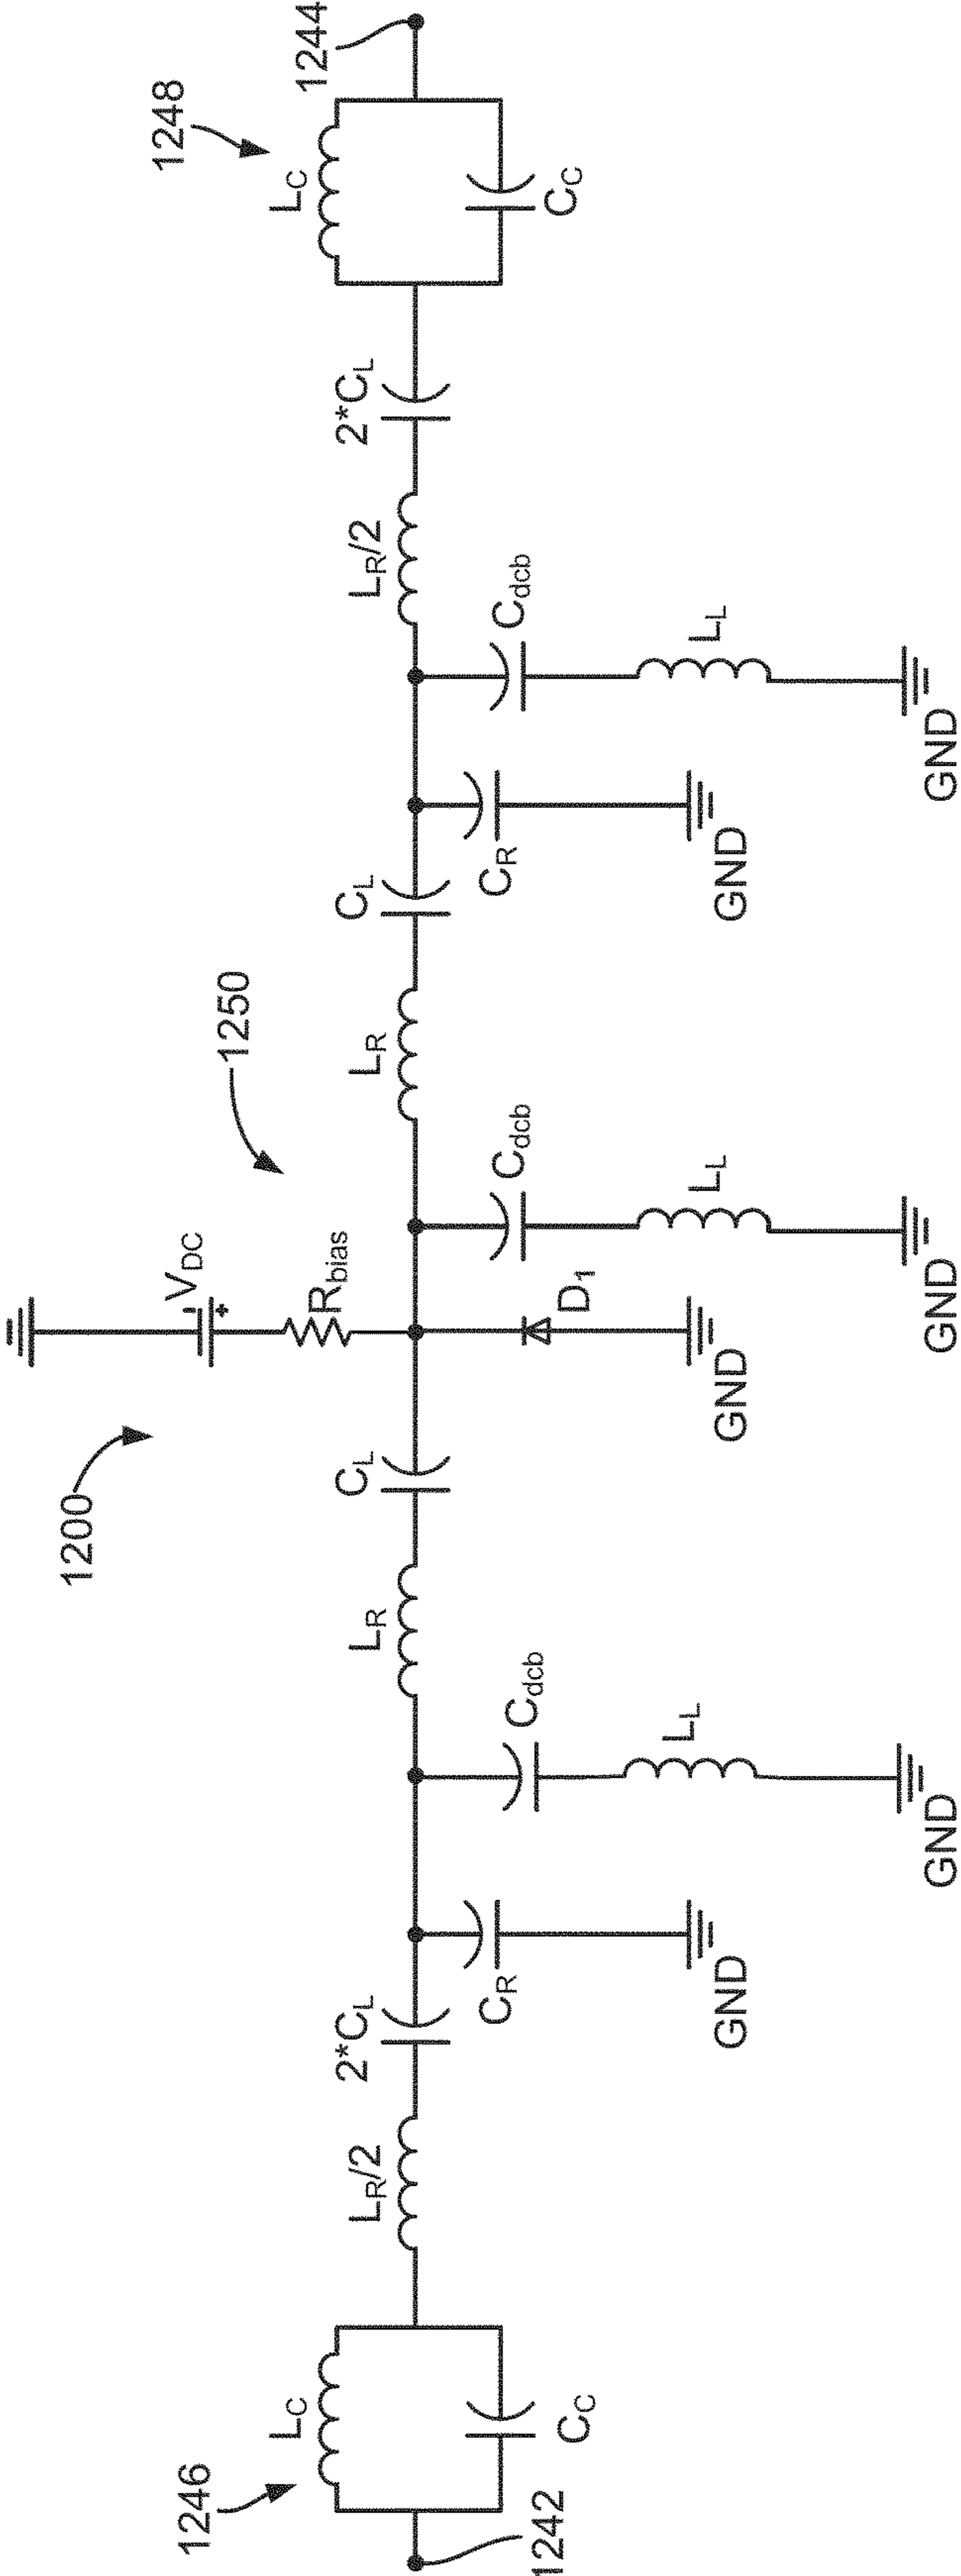 1200
1250
1246
1248
1242
1244
L_C
C_C
L_R/2
2*C_L
C_R
GND
C_dcb
L_L
GND
L_R
C_L
V_DC
-
+
R_bias
D_1
GND
C_dcb
L_L
GND
L_R
C_L
C_R
GND
C_dcb
L_L
GND
L_R/2
2*C_L
L_C
C_C